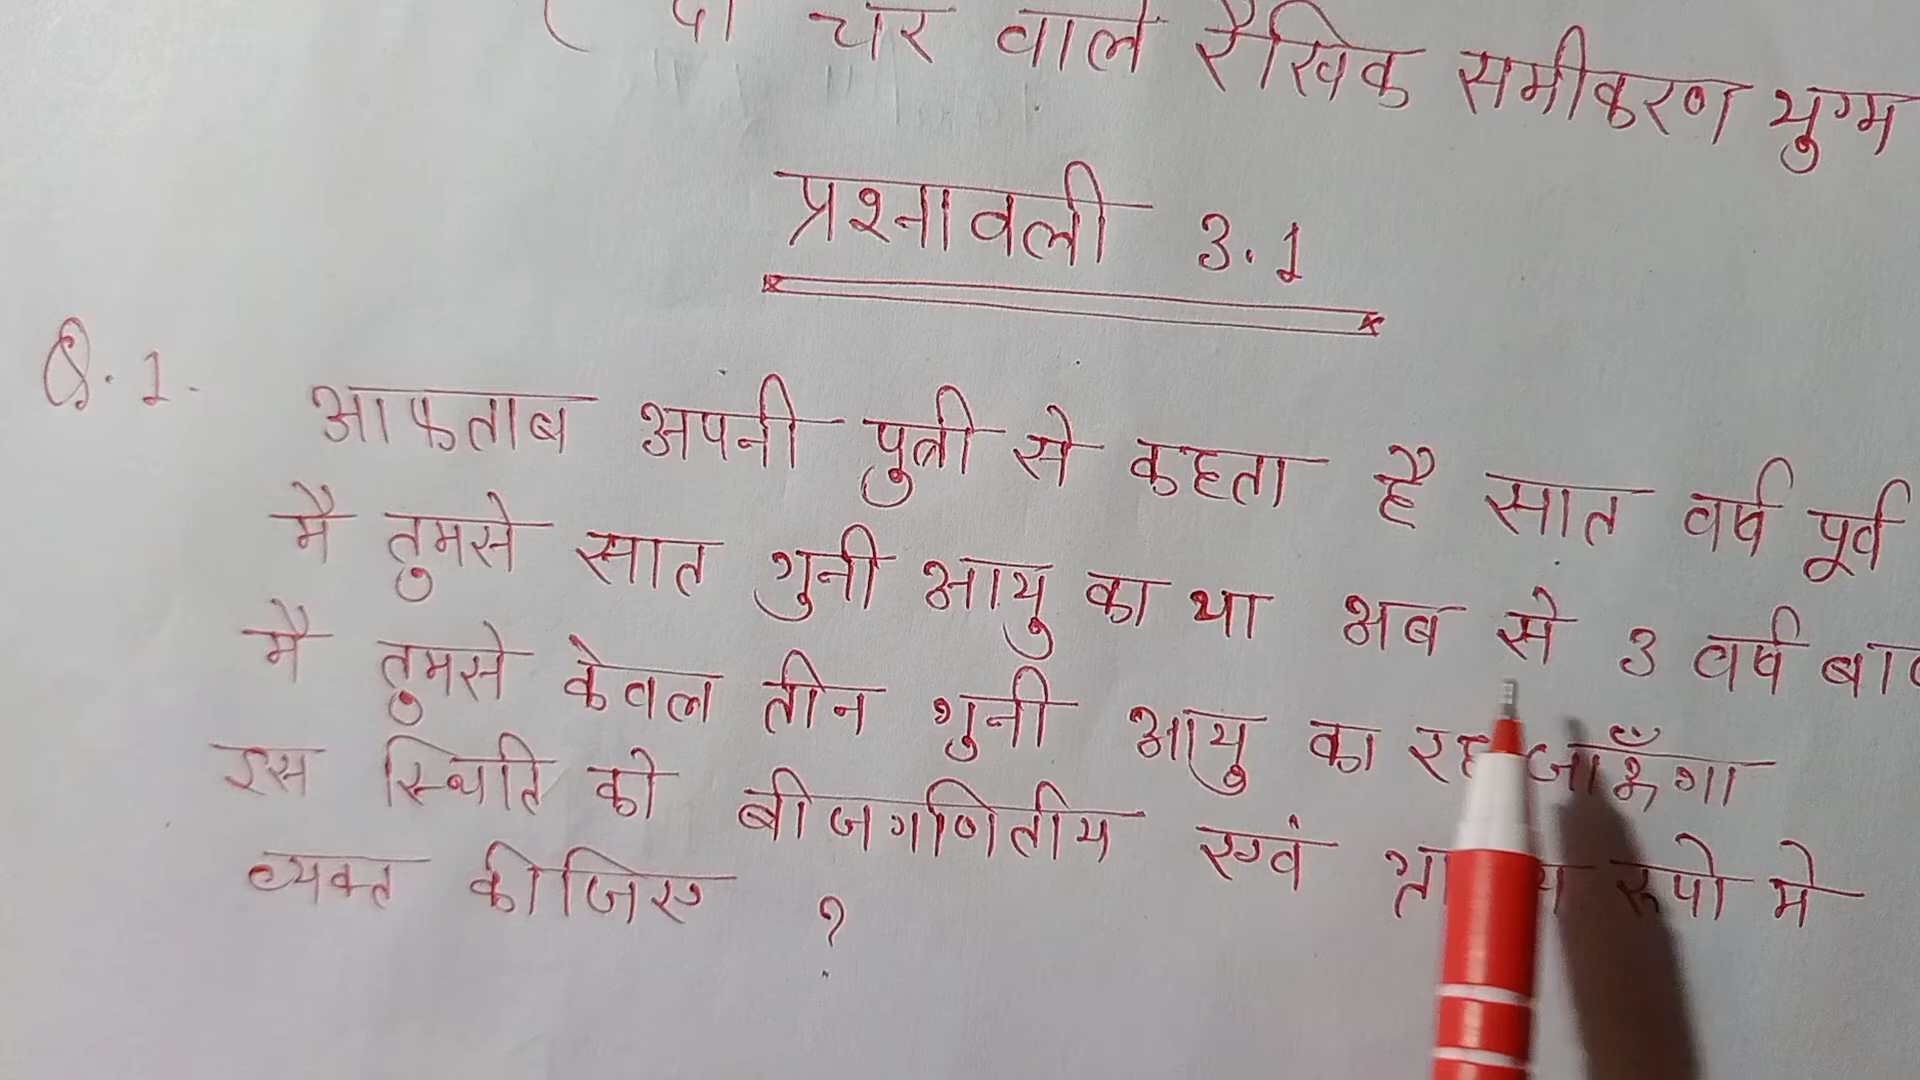 ( दो चर वाले रैखिक समीकरण युग्म
प्रश्नावली 3.1
Q.1. आफताब अपनी पुत्री से कहता है सात वर्ष पूर्व
मै तुमसे सात गुनी आयु का था अब से 3 वर्ष
मै तुमसे केवल तीन गुनी आयु का रह जाऊँगा
इस स्थिति को बीजगणितीय एवं रूपो मे
व्यक्त कीजिए ?